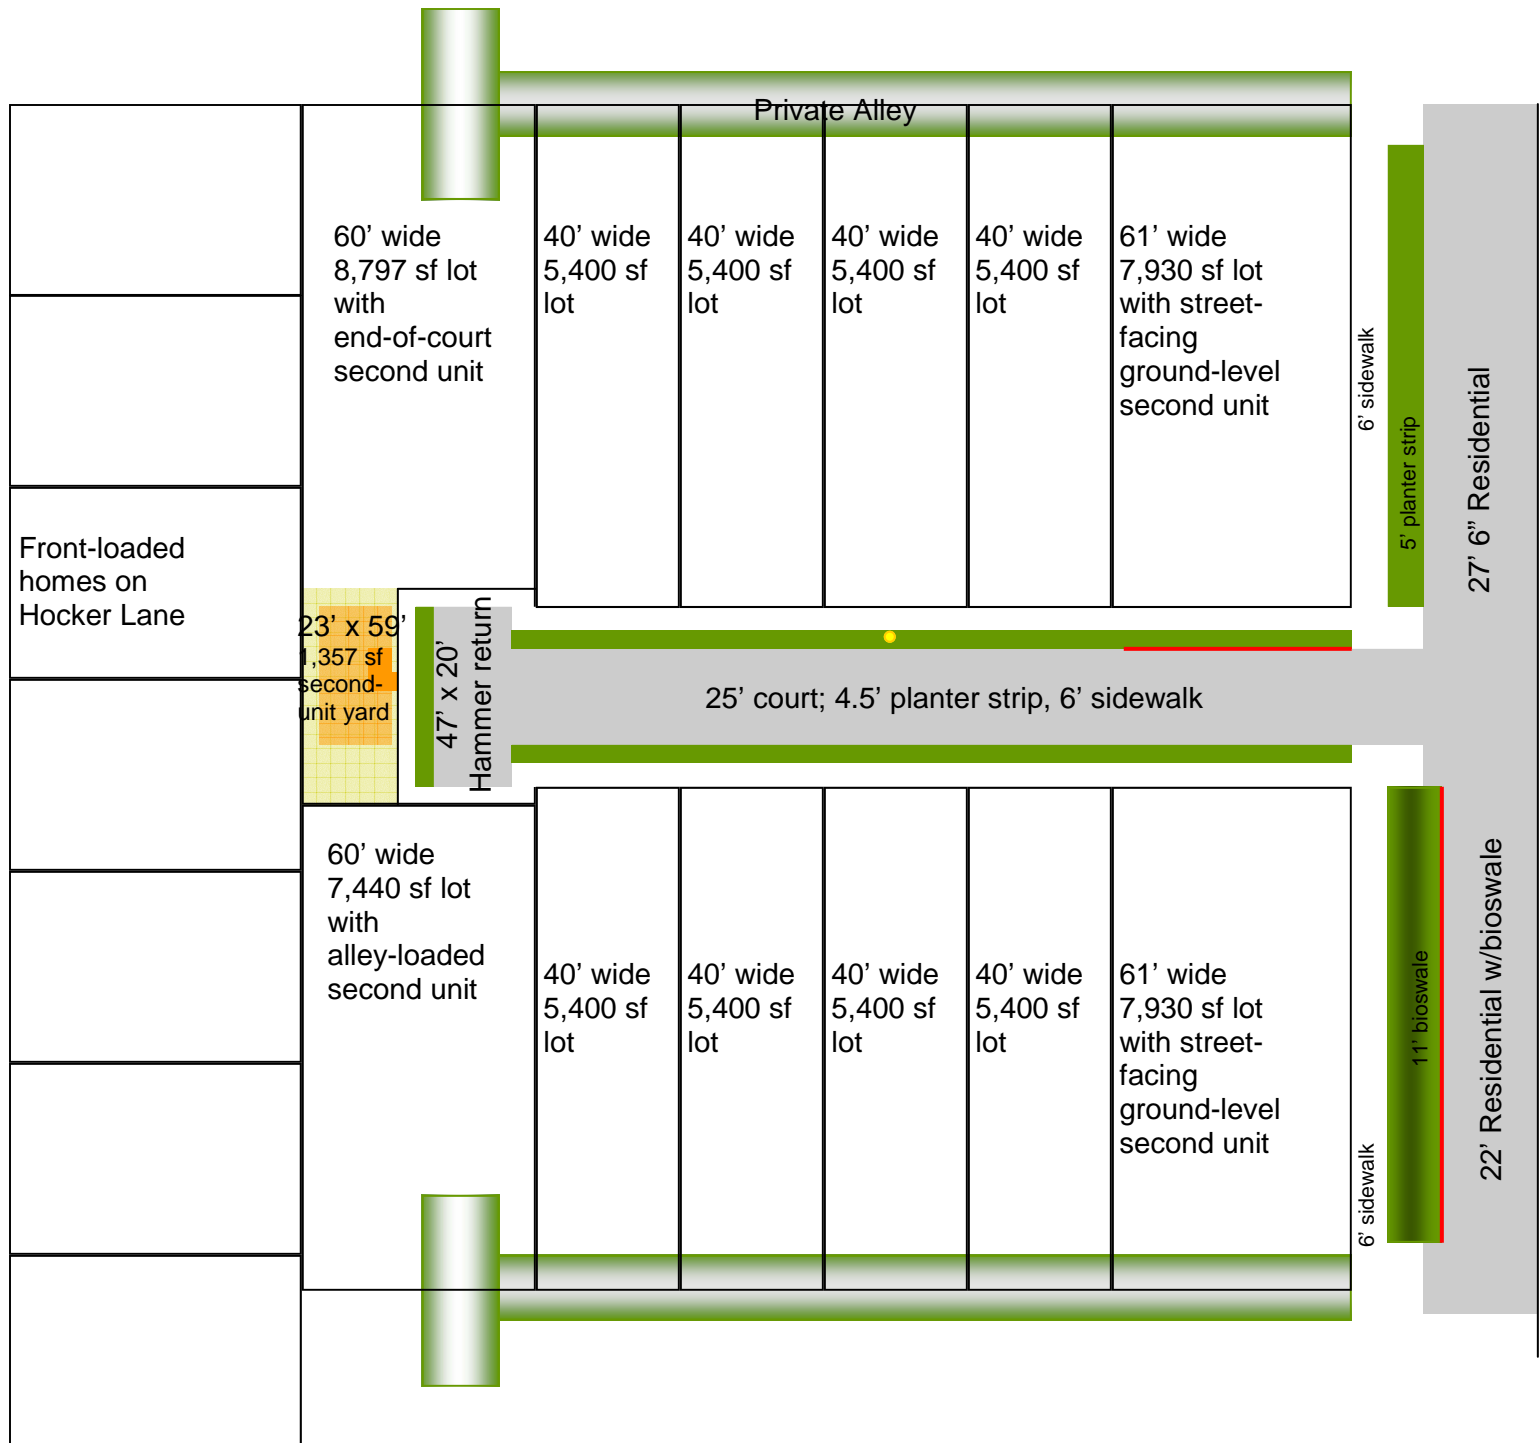 Private Alley
60’ wide
8,797 sf lot
with
end-of-court
second unit
40’ wide
5,400 sf
lot
40’ wide
5,400 sf
lot
40’ wide
5,400 sf
lot
40’ wide
5,400 sf
lot
61’ wide
7,930 sf lot
with street-
facing
ground-level
second unit
6’ sidewalk
5’ planter strip
27’ 6” Residential
Front-loaded
homes on
Hocker Lane
23’ x 59’
1,357 sf
second-
unit yard
47’ x 20’
Hammer return
25’ court; 4.5’ planter strip, 6’ sidewalk
60’ wide
7,440 sf lot
with
alley-loaded
second unit
40’ wide
5,400 sf
lot
40’ wide
5,400 sf
lot
40’ wide
5,400 sf
lot
40’ wide
5,400 sf
lot
61’ wide
7,930 sf lot
with street-
facing
ground-level
second unit
6’ sidewalk
11’ bioswale
22’ Residential w/bioswale